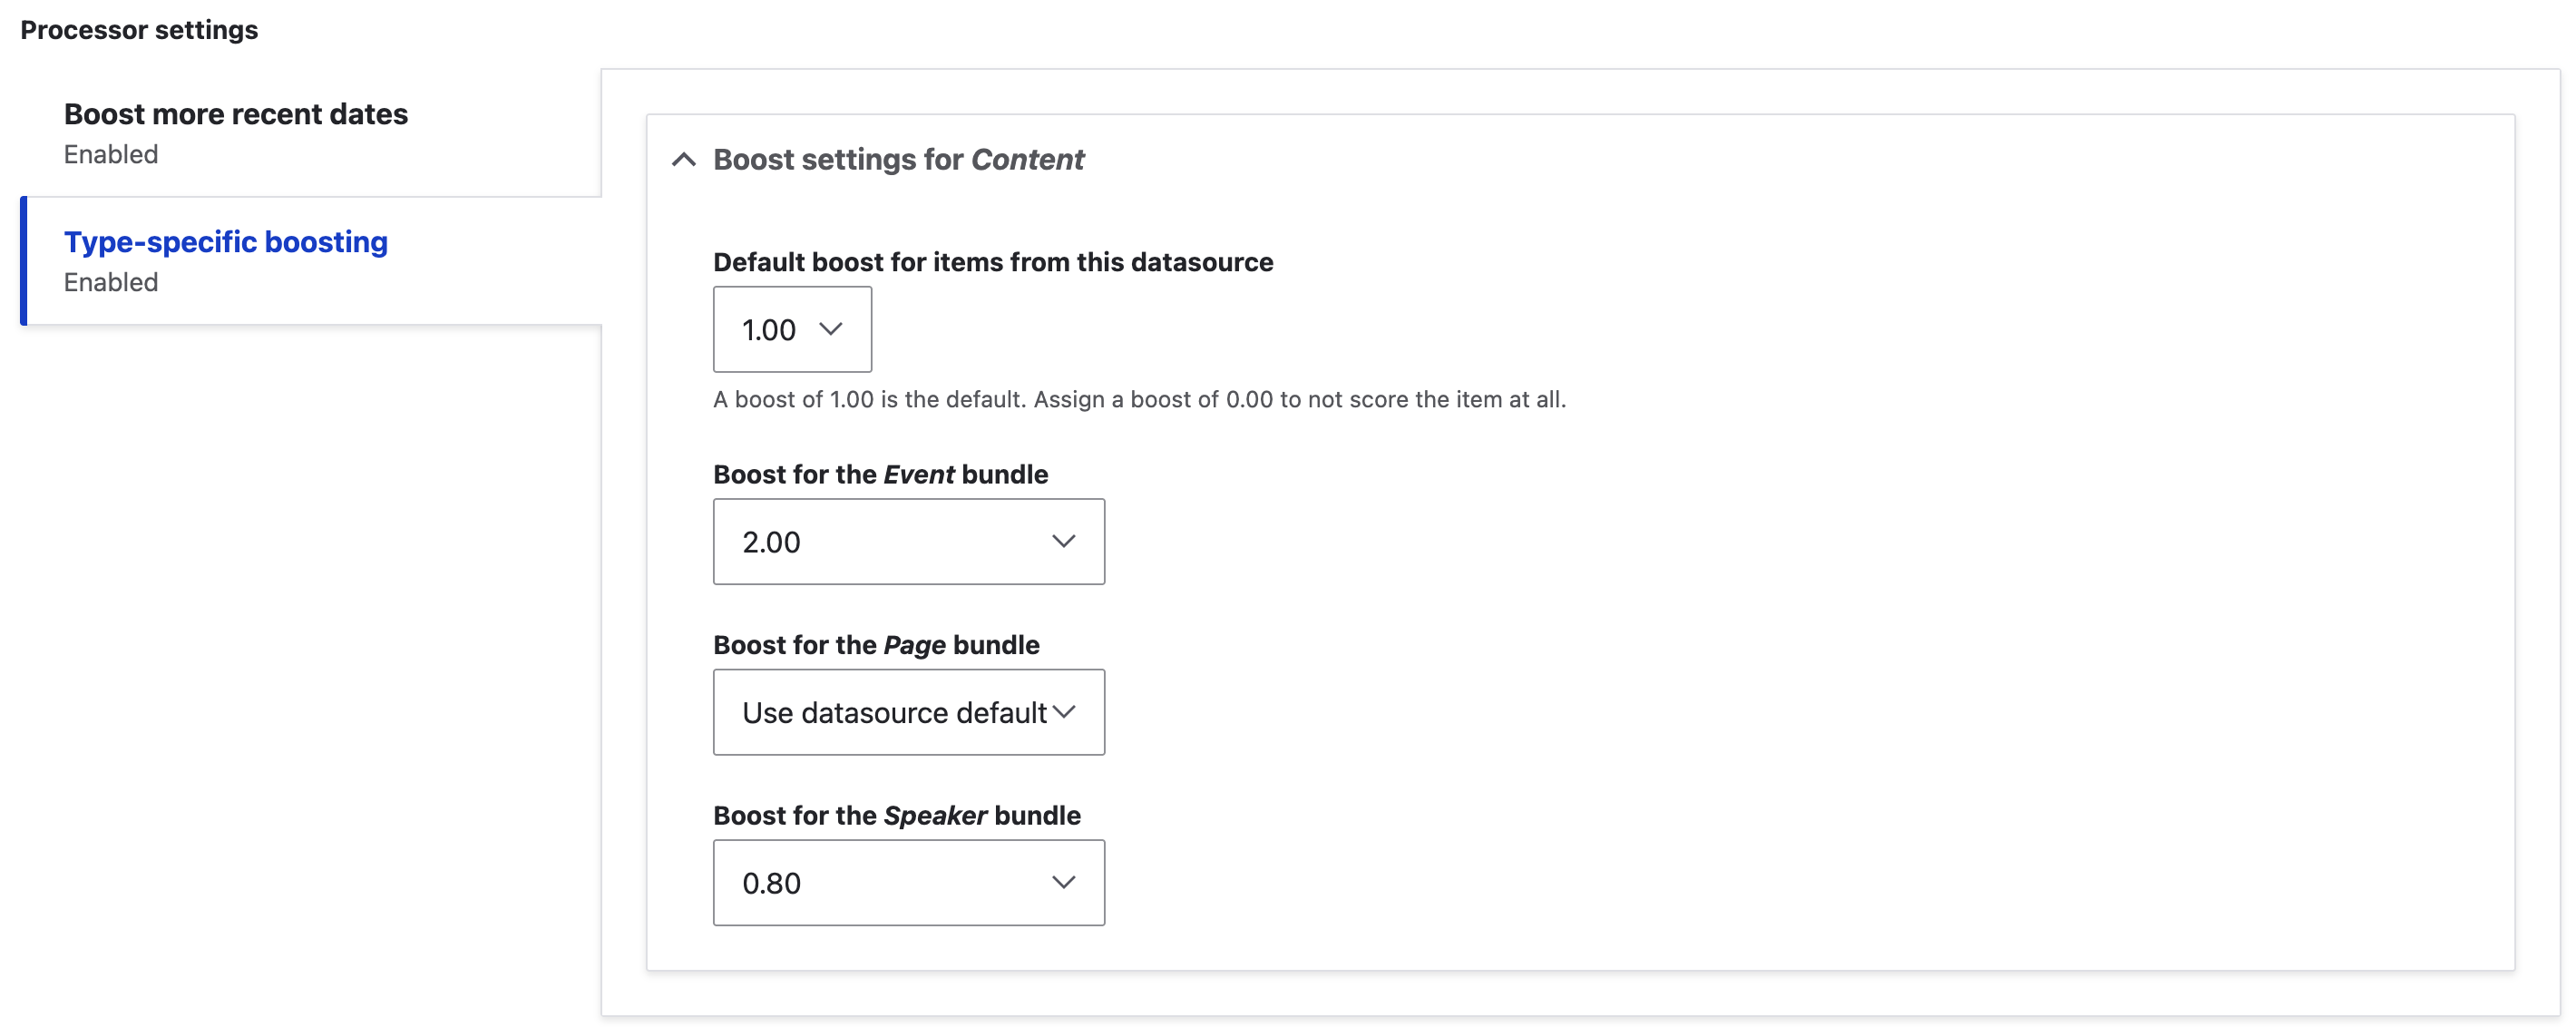 Processor settings
Boost more recent dates
Enabled
Type-specific boosting
Enabled
Boost settings for Content
Default boost for items from this datasource
1.00
A boost of 1.00 is the default. Assign a boost of 0.00 to not score the item at all.
Boost for the Event bundle
2.00
Boost for the Page bundle
Use datasource default
Boost for the Speaker bundle
0.80